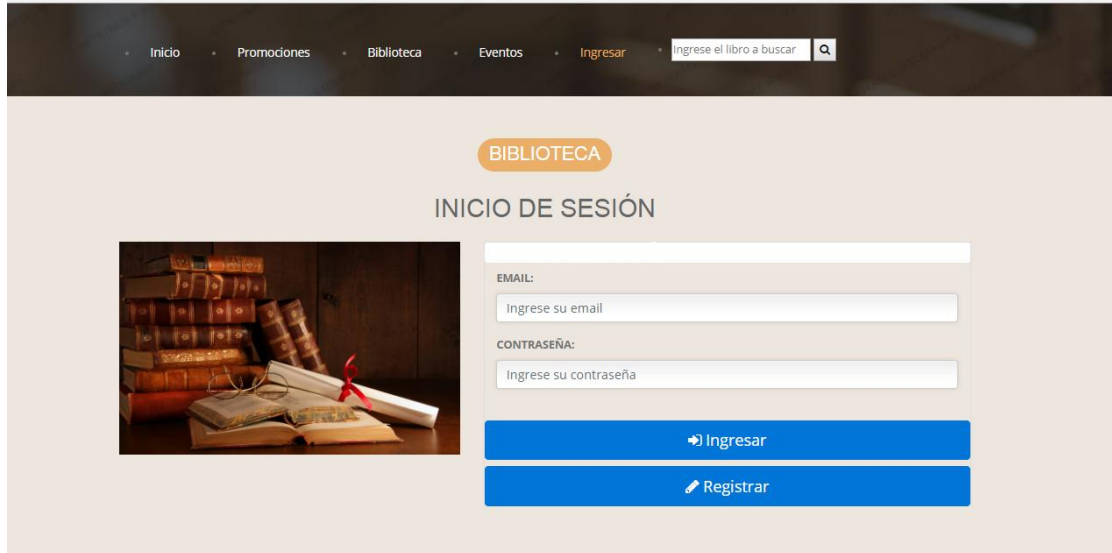 Inicio Promociones Biblioteca Eventos Ingresar Ingrese el libro a buscar
BIBLIOTECA
INICIO DE SESIÓN
EMAIL:
Ingrese su email
CONTRASEÑA:
Ingrese su contraseña
Ingresar
Registrar